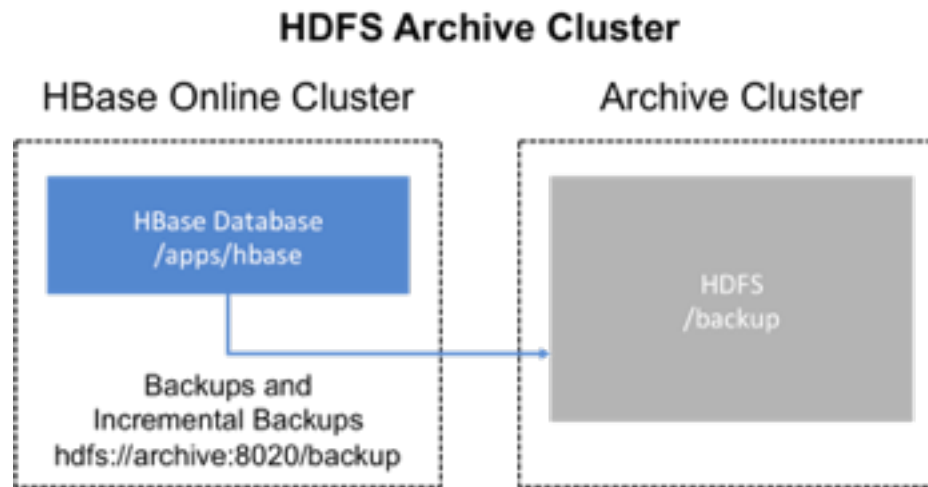 HDFS Archive Cluster
HBase Online Cluster
Archive Cluster
HBase Database
/apps/hbase
HDFS
/backup
Backups and
Incremental Backups
hdfs://archive:8020/backup